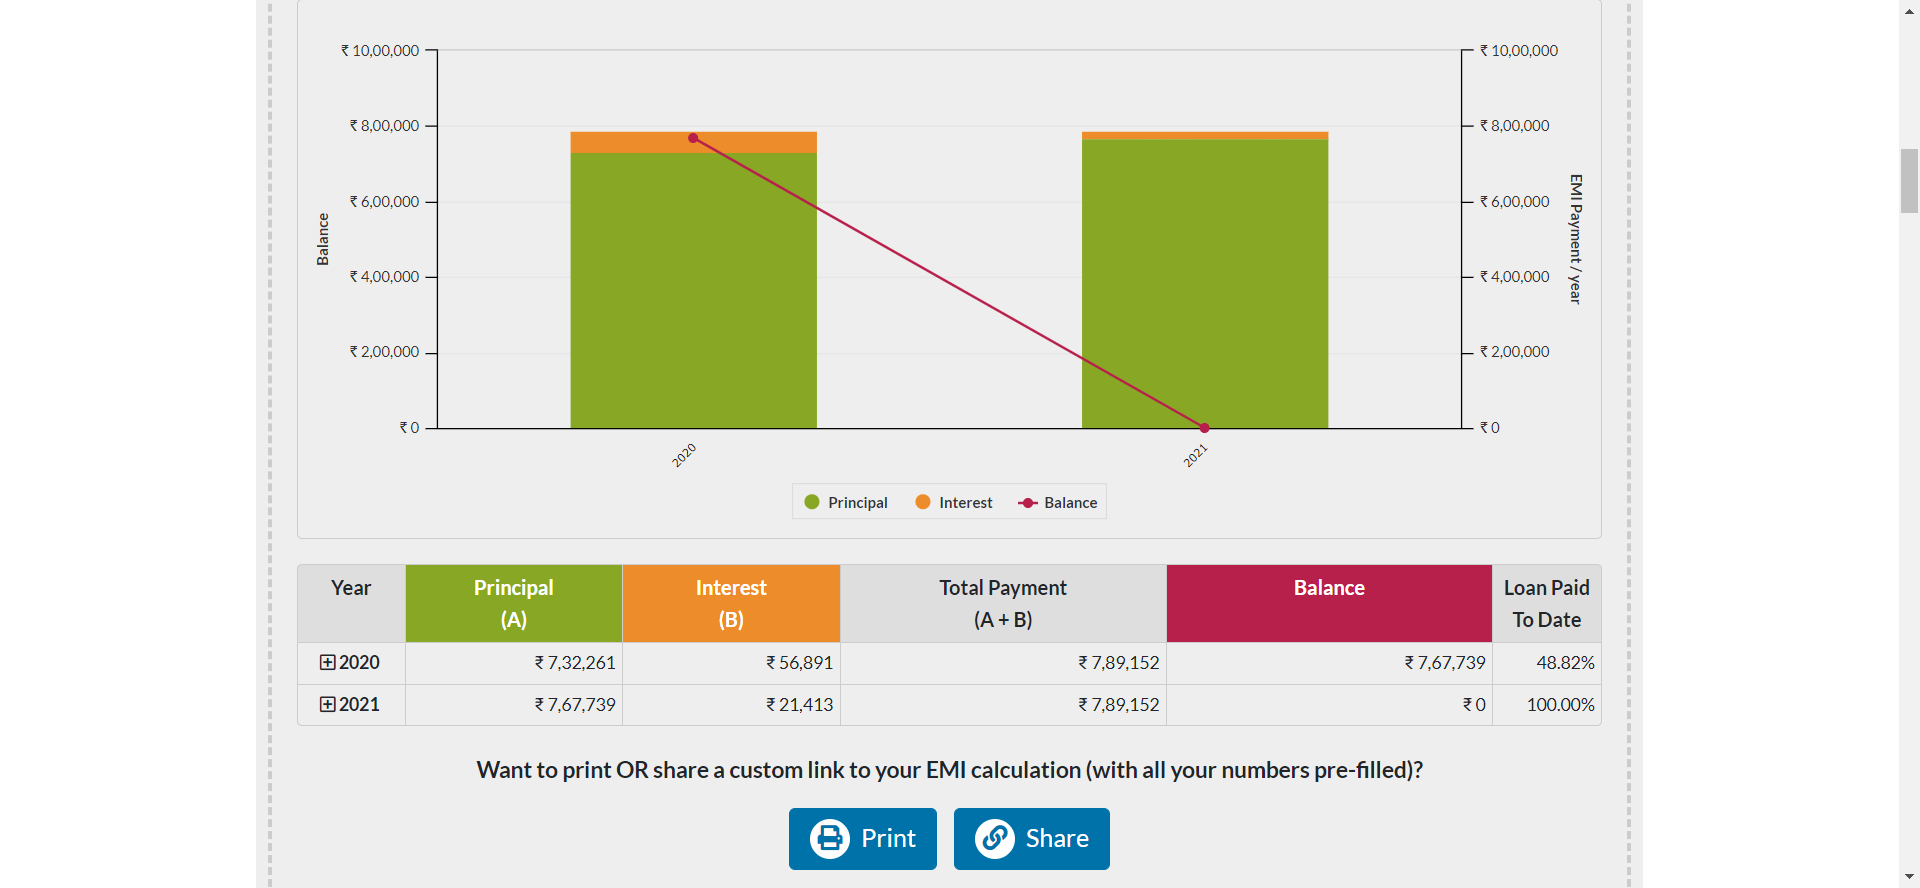 ₹ 10,00,000
₹ 8,00,000
₹ 6,00,000
₹ 4,00,000
₹ 2,00,000
₹ 0
Balance
₹ 10,00,000
₹ 8,00,000
₹ 6,00,000
₹ 4,00,000
₹ 2,00,000
₹ 0
EMI Payment / year
2020
2021
Principal Interest Balance
Year Principal Interest Total Payment Balance Loan Paid
(A) (B) (A + B) To Date
2020 ₹ 7,32,261 ₹ 56,891 ₹ 7,89,152 ₹ 7,67,739 48.82%
2021 ₹ 7,67,739 ₹ 21,413 ₹ 7,89,152 ₹ 0 100.00%
Want to print OR share a custom link to your EMI calculation (with all your numbers pre-filled)?
Print Share